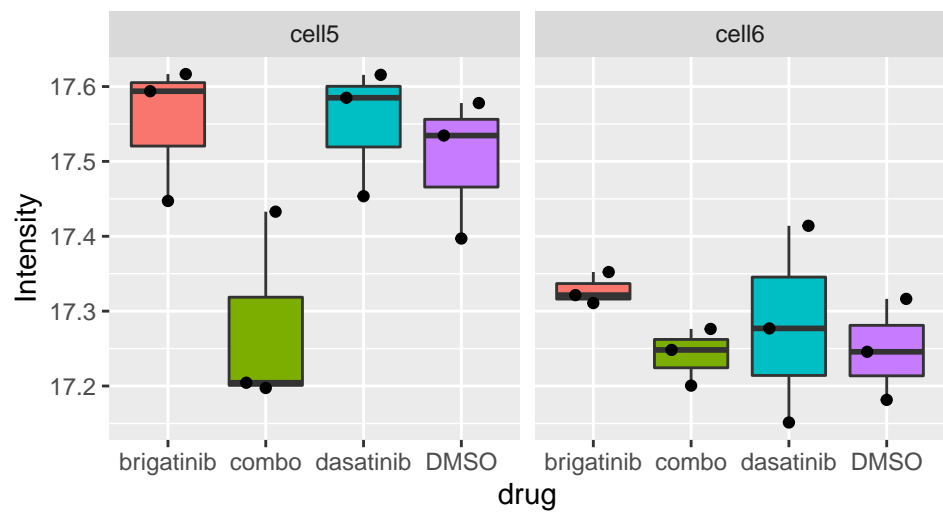 cell5 cell6
17.6
17.5
17.4
17.3
17.2
Intensity
brigatinib combo dasatinib DMSO brigatinib combo dasatinib DMSO
drug